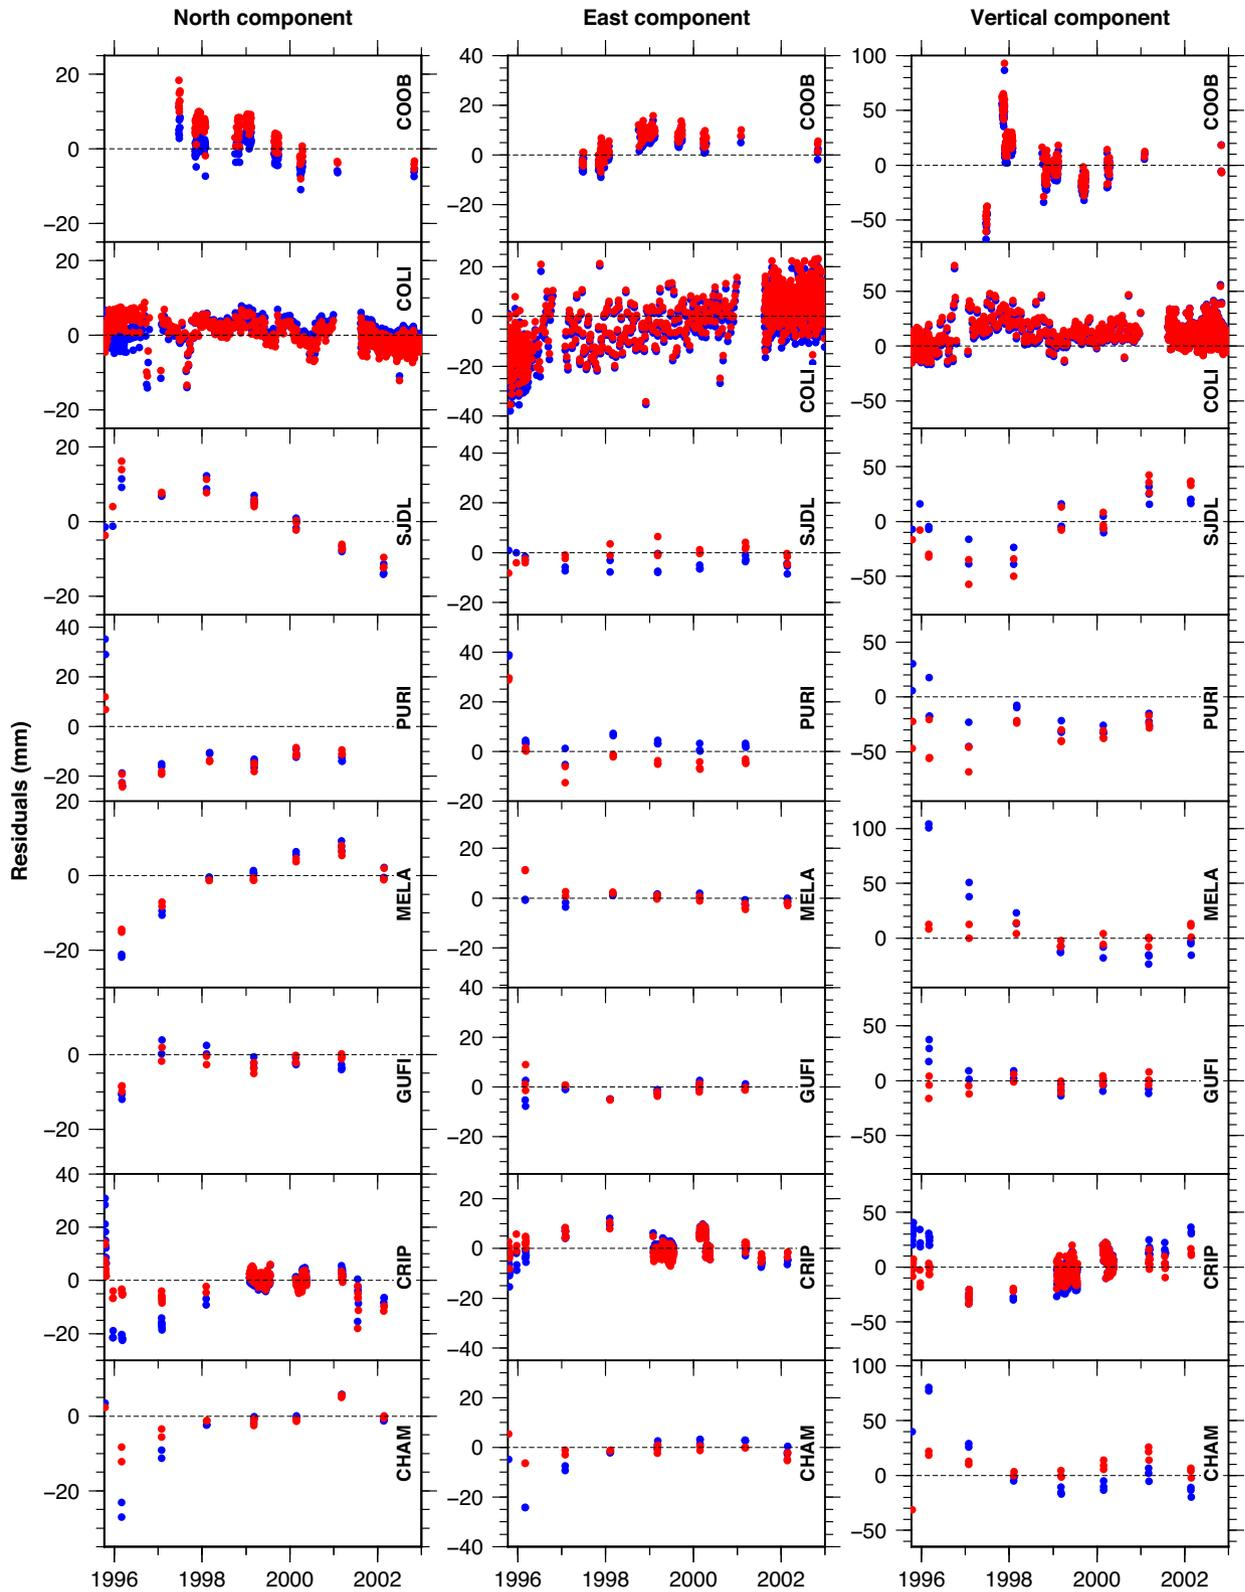 North component East component Vertical component
20 40 100
0 20 50
−20 0 0
−20 −50
COOB COOB COOB
20 20 50
0 0 0
−20 −20 −50
−40
COLI COLI COLI
20 40 50
0 20 0
−20 0 −50
−20
SJDL SJDL SJDL
40 40 50
20 20 0
0 0 −50
−20 −20
PURI PURI PURI
Residuals (mm)
20 20 100
0 0 50
−20 −20 0
MELA MELA MELA
0 40 50
−20 20 0
0 −50
−20
GUFI GUFI GUFI
40 20 50
20 0 0
0 −20 −50
−20 −40
CRIP CRIP CRIP
0 20 100
−20 0 50
−20 0
−40 −50
CHAM CHAM CHAM
1996 1998 2000 2002 1996 1998 2000 2002 1996 1998 2000 2002